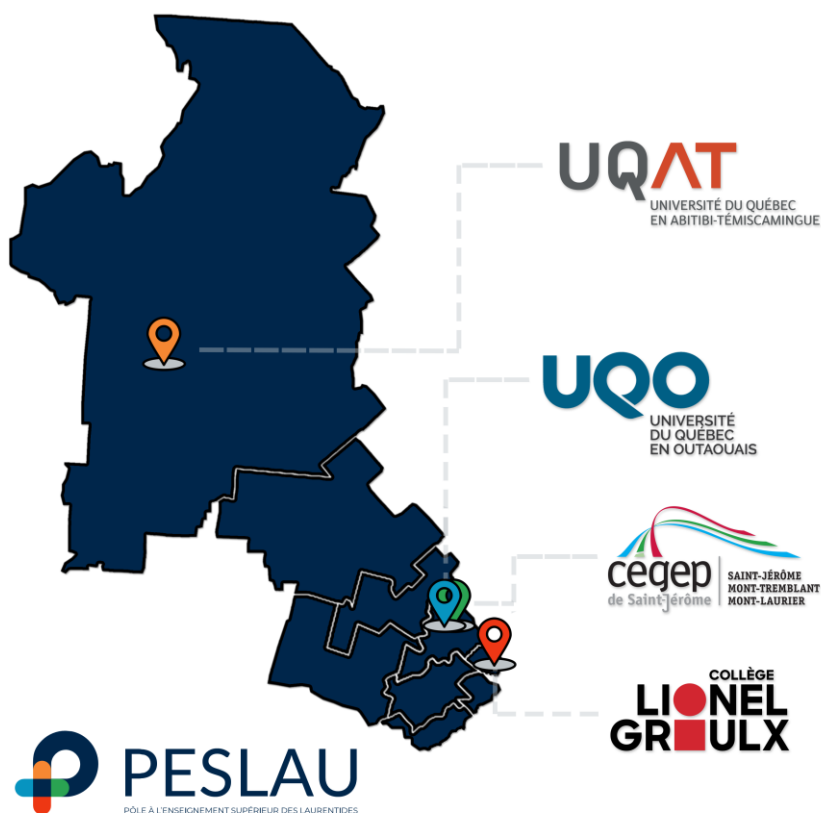 UQAT
UNIVERSITÉ DU QUÉBEC
EN ABITIBI-TÉMISCAMINGUE
UQO
UNIVERSITÉ
DU QUÉBEC
EN OUTAOUAIS
cégep
de Saint-Jérôme
SAINT-JÉRÔME
MONT-TREMBLANT
MONT-LAURIER
COLLÈGE
LIONEL
GROULX
PESLAU
PÔLE À L'ENSEIGNEMENT SUPÉRIEUR DES LAURENTIDES